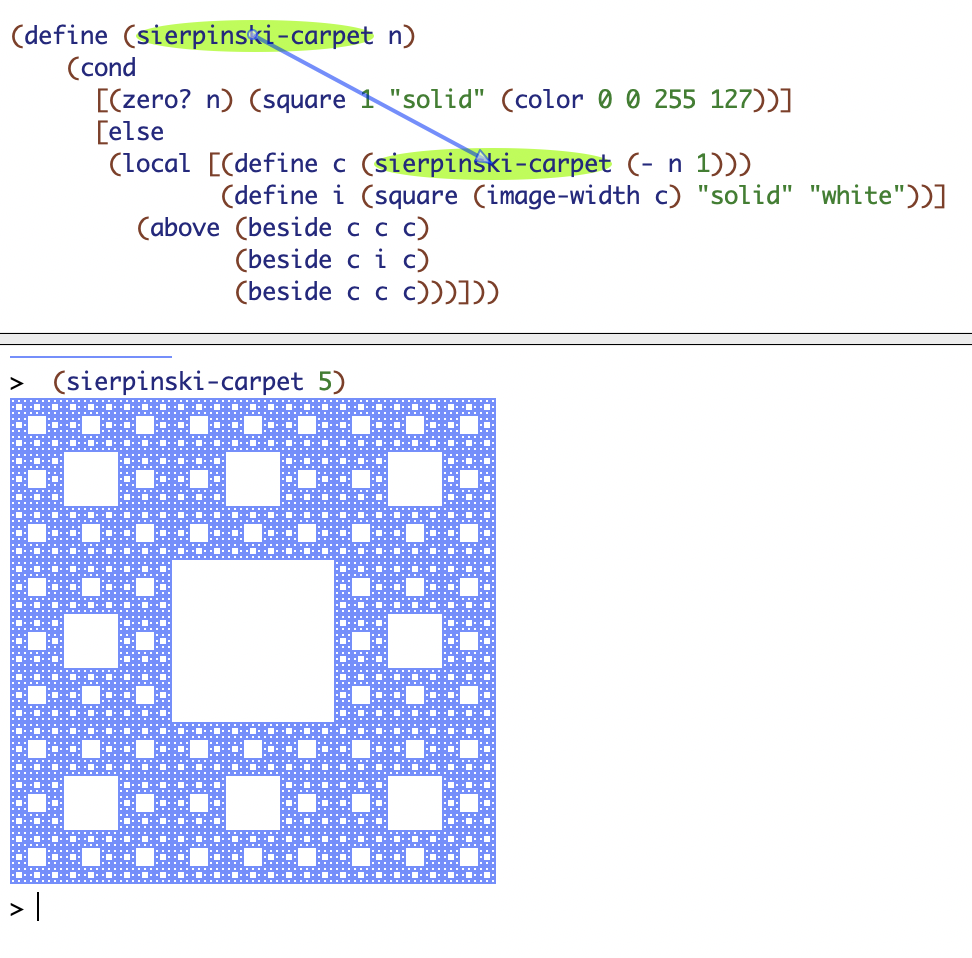 (define (sierpinski-carpet n)
    (cond
      [(zero? n) (square 1 "solid" (color 0 0 255 127))]
      [else
       (local [(define c (sierpinski-carpet (- n 1)))
               (define i (square (image-width c) "solid" "white"))]
         (above (beside c c c)
                (beside c i c)
                (beside c c c)))]))
>  (sierpinski-carpet 5)
>